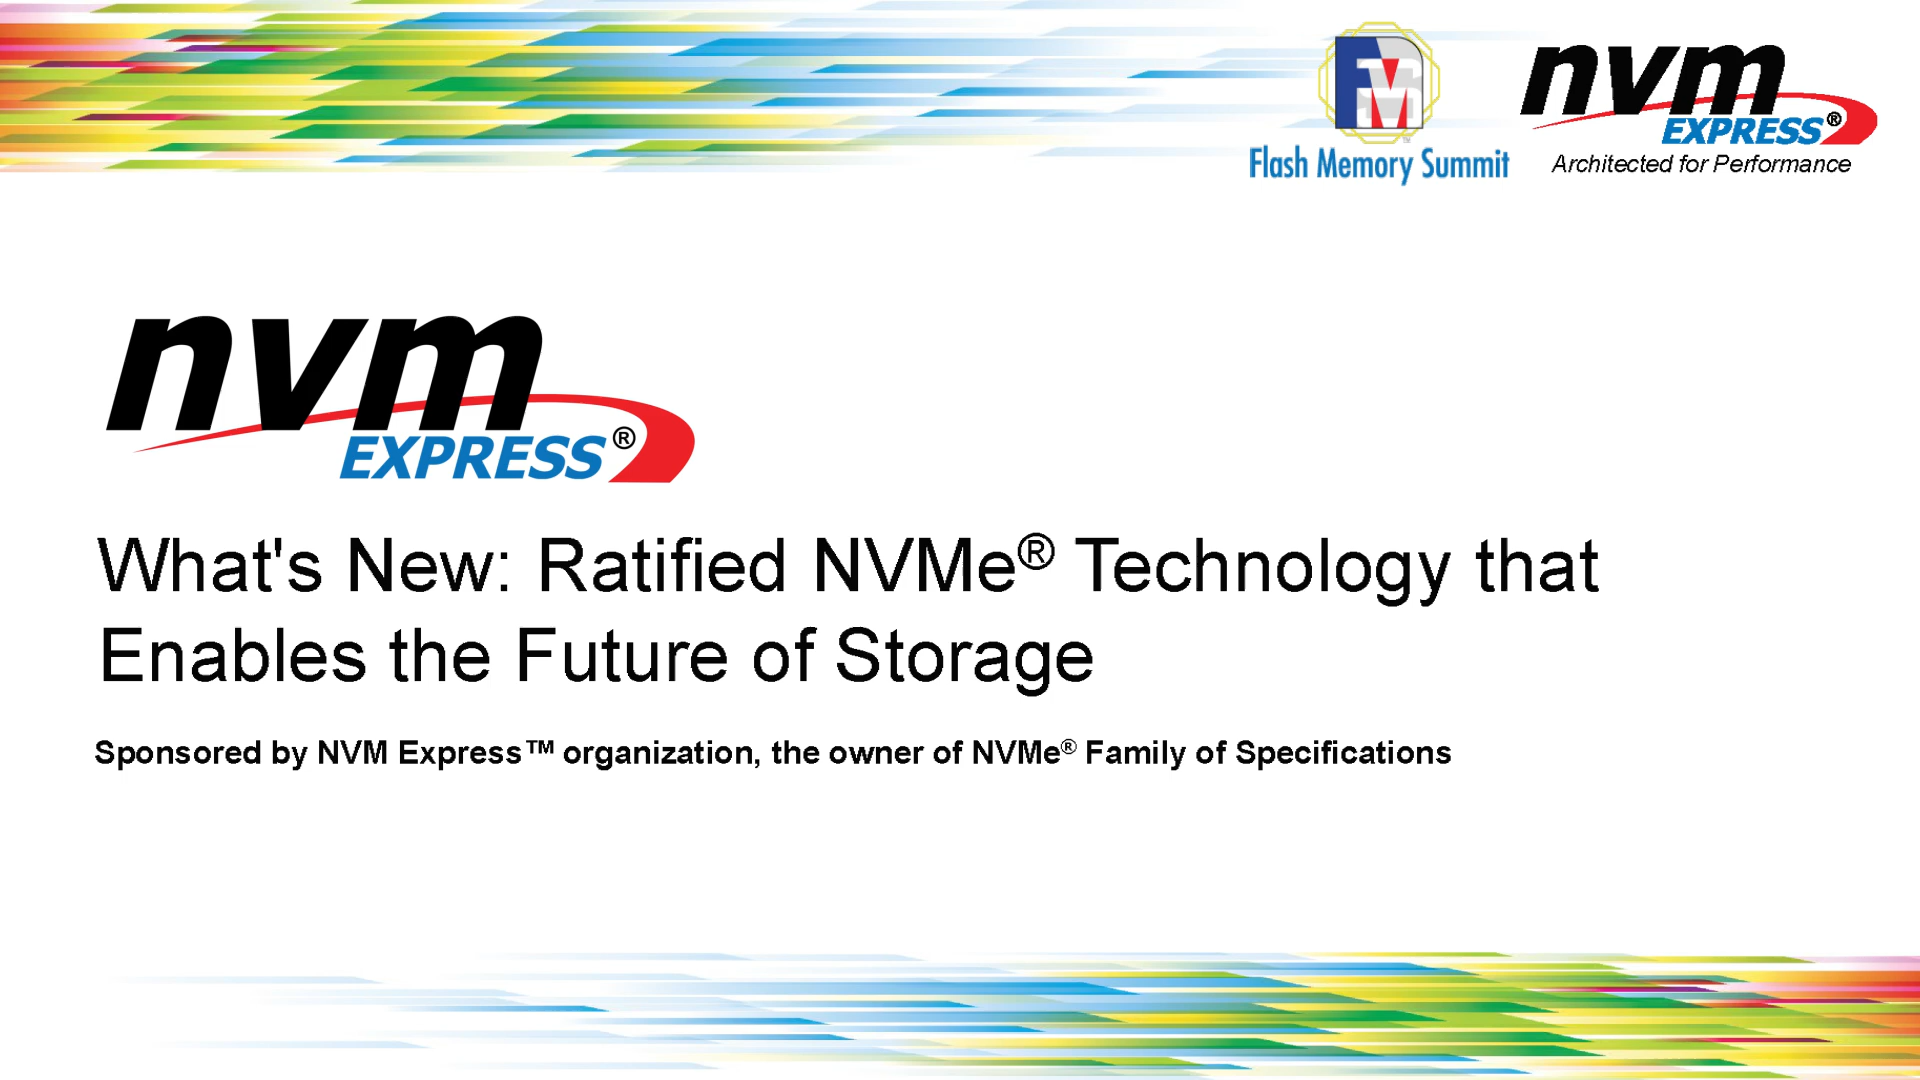 FMS
Flash Memory Summit
nvm
EXPRESS®
Architected for Performance
nvm
EXPRESS®
What's New: Ratified NVMe® Technology that
Enables the Future of Storage
Sponsored by NVM Express™ organization, the owner of NVMe® Family of Specifications